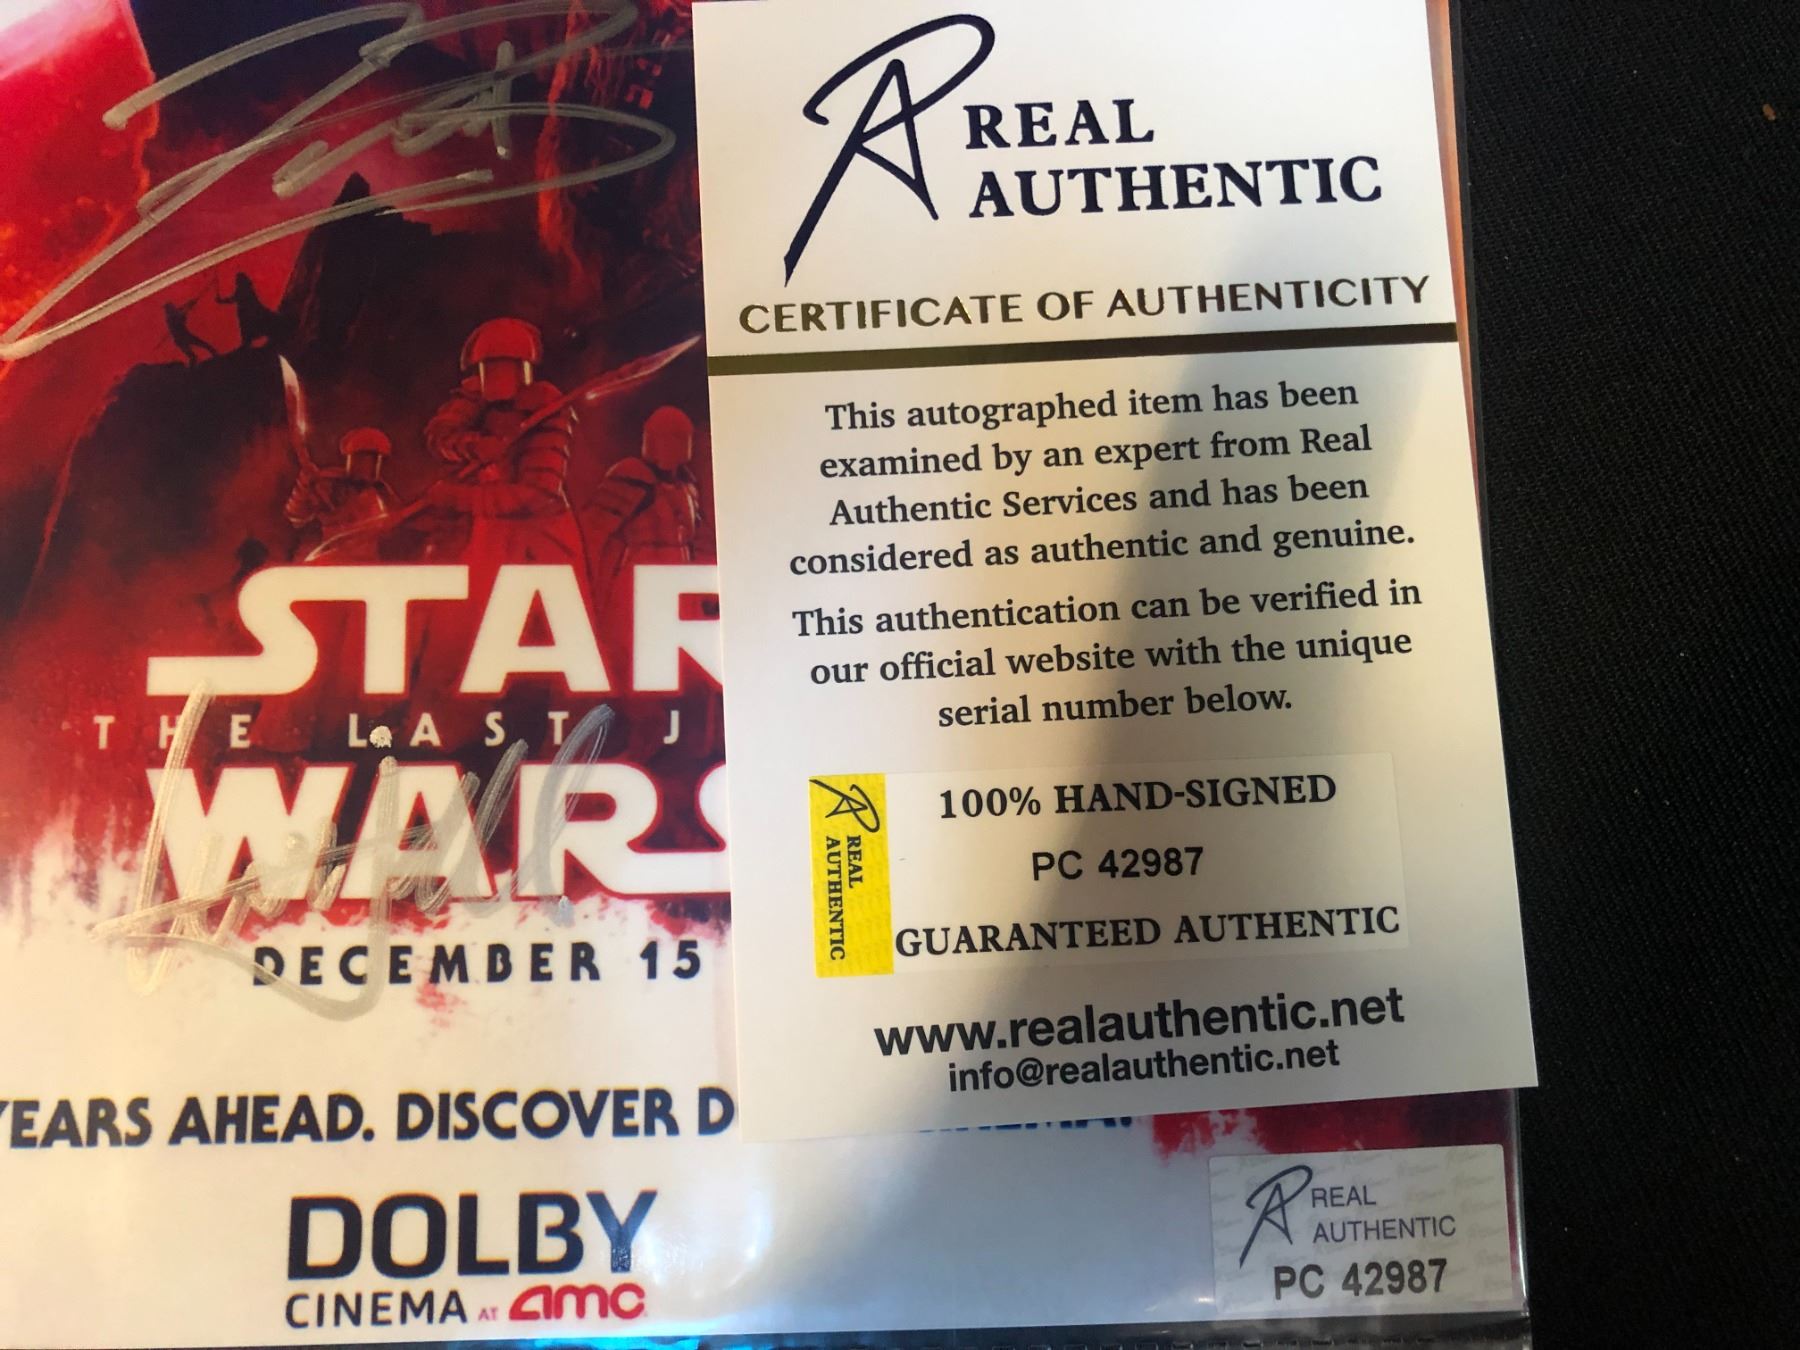 STAR
THE LAST J
WARS
DECEMBER 15
YEARS AHEAD. DISCOVER D
DOLBY
CINEMA AT amc
REAL
AUTHENTIC
CERTIFICATE OF AUTHENTICITY
This autographed item has been
examined by an expert from Real
Authentic Services and has been
considered as authentic and genuine.
This authentication can be verified in
our official website with the unique
serial number below.
REAL
AUTHENTIC
100% HAND-SIGNED
PC 42987
GUARANTEED AUTHENTIC
www.realauthentic.net
info@realauthentic.net
REAL
AUTHENTIC
PC 42987